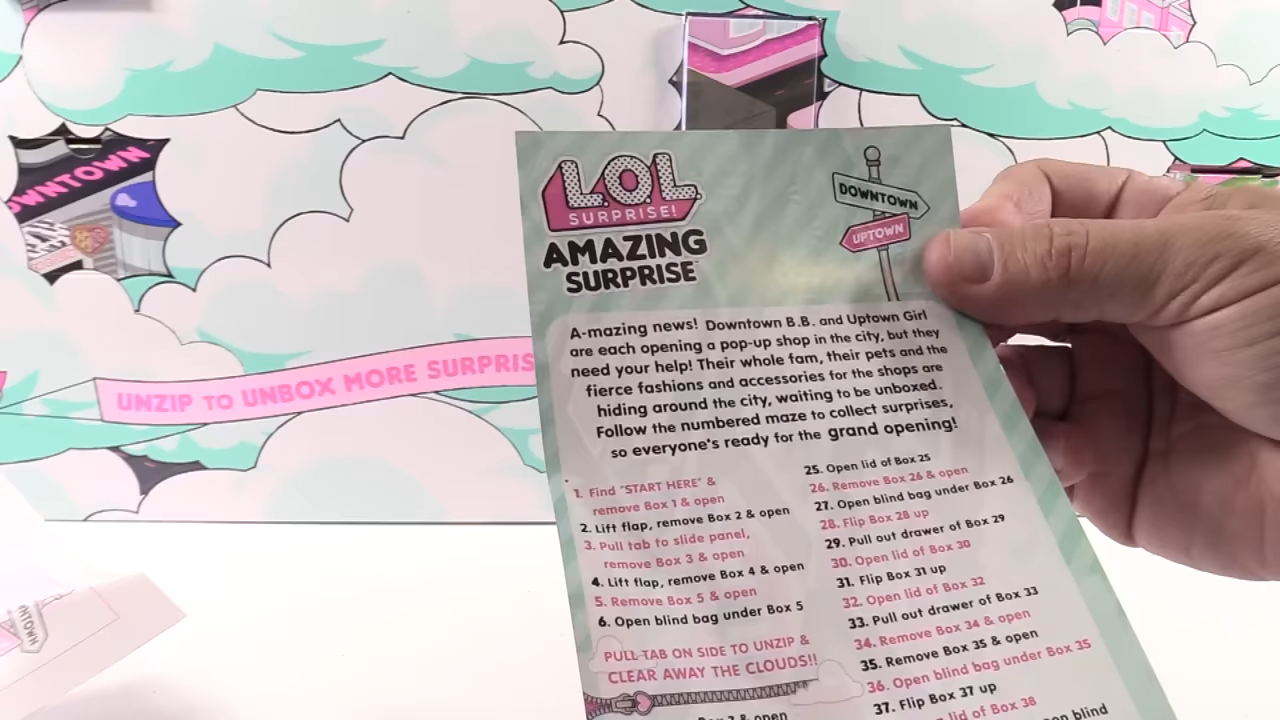 DOWNTOWN
UNZIP TO UNBOX MORE SURPRIS
L.O.L.
SURPRISE!
AMAZING
SURPRISE
DOWNTOWN
UPTOWN
A-mazing news! Downtown B.B. and Uptown Girl
are each opening a pop-up shop in the city, but they
need your help! Their whole fam, their pets and the
fierce fashions and accessories for the shops are
hiding around the city, waiting to be unboxed.
Follow the numbered maze to collect surprises,
so everyone's ready for the grand opening!
1. Find "START HERE" &
remove Box 1 & open
2. Lift flap, remove Box 2 & open
3. Pull tab to slide panel,
remove Box 3 & open
4. Lift flap, remove Box 4 & open
5. Remove Box 5 & open
6. Open blind bag under Box 5
PULL TAB ON SIDE TO UNZIP &
CLEAR AWAY THE CLOUDS!!
Box 7 & open
25. Open lid of Box 25
26. Remove Box 26 & open
27. Open blind bag under Box 26
28. Flip Box 28 up
29. Pull out drawer of Box 29
30. Open lid of Box 30
31. Flip Box 31 up
32. Open lid of Box 32
33. Pull out drawer of Box 33
34. Remove Box 34 & open
35. Remove Box 35 & open
36. Open blind bag under Box 35
37. Flip Box 37 up
lid of Box 38
blind